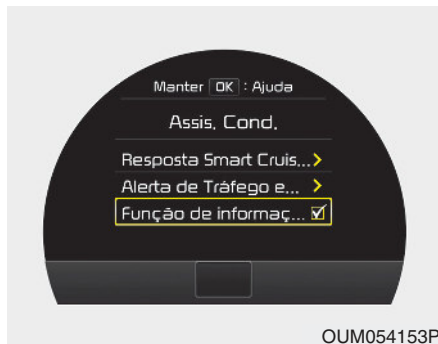 Manter OK : Ajuda
Assis. Cond.
Resposta Smart Cruis...>
Alerta de Tráfego e... >
Função de informaç...
OUM054153P